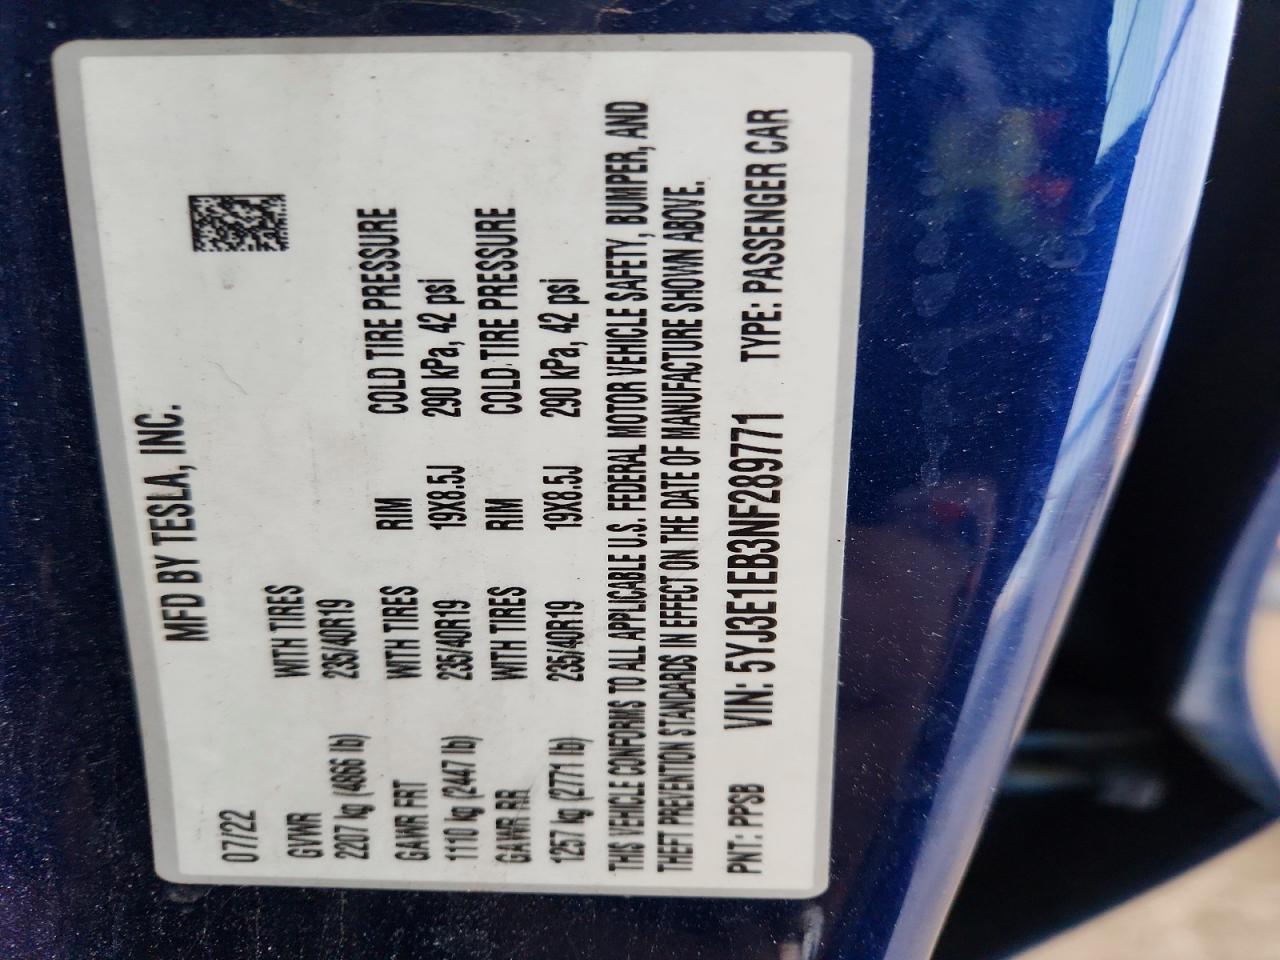 MFD BY TESLA, INC.
07/22
GVWR WITH TIRES
2207 kg (4866 lb) 235/40R19
GAWR FRT WITH TIRES RIM COLD TIRE PRESSURE
1110 kg (2447 lb) 235/40R19 19X8.5J 290 kPa, 42 psi
GAWR RR WITH TIRES RIM COLD TIRE PRESSURE
1257 kg (2771 lb) 235/40R19 19X8.5J 290 kPa, 42 psi
THIS VEHICLE CONFORMS TO ALL APPLICABLE U.S. FEDERAL MOTOR VEHICLE SAFETY, BUMPER, AND
THEFT PREVENTION STANDARDS IN EFFECT ON THE DATE OF MANUFACTURE SHOWN ABOVE.
PNT: PPSB VIN: 5YJ3E1EB3NF289771 TYPE: PASSENGER CAR